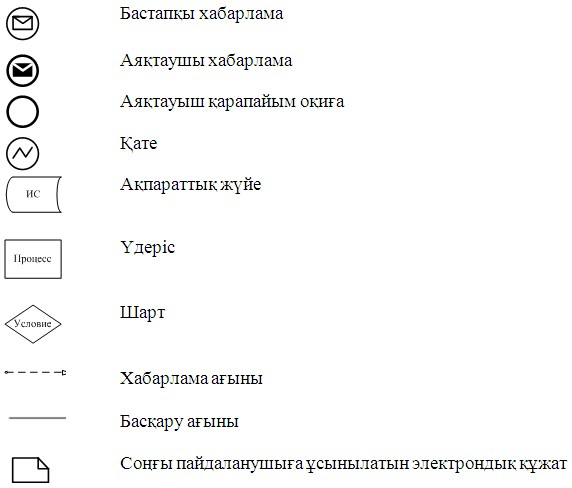 Бастапқы хабарлама
Аяқтаушы хабарлама
Аяқтауыш қарапайым оқиға
Қате
ИС Ақпараттық жүйе
Процесс Үдеріс
Условие Шарт
Хабарлама ағыны
Басқару ағыны
Соңғы пайдаланушыға ұсынылатын электрондық құжат